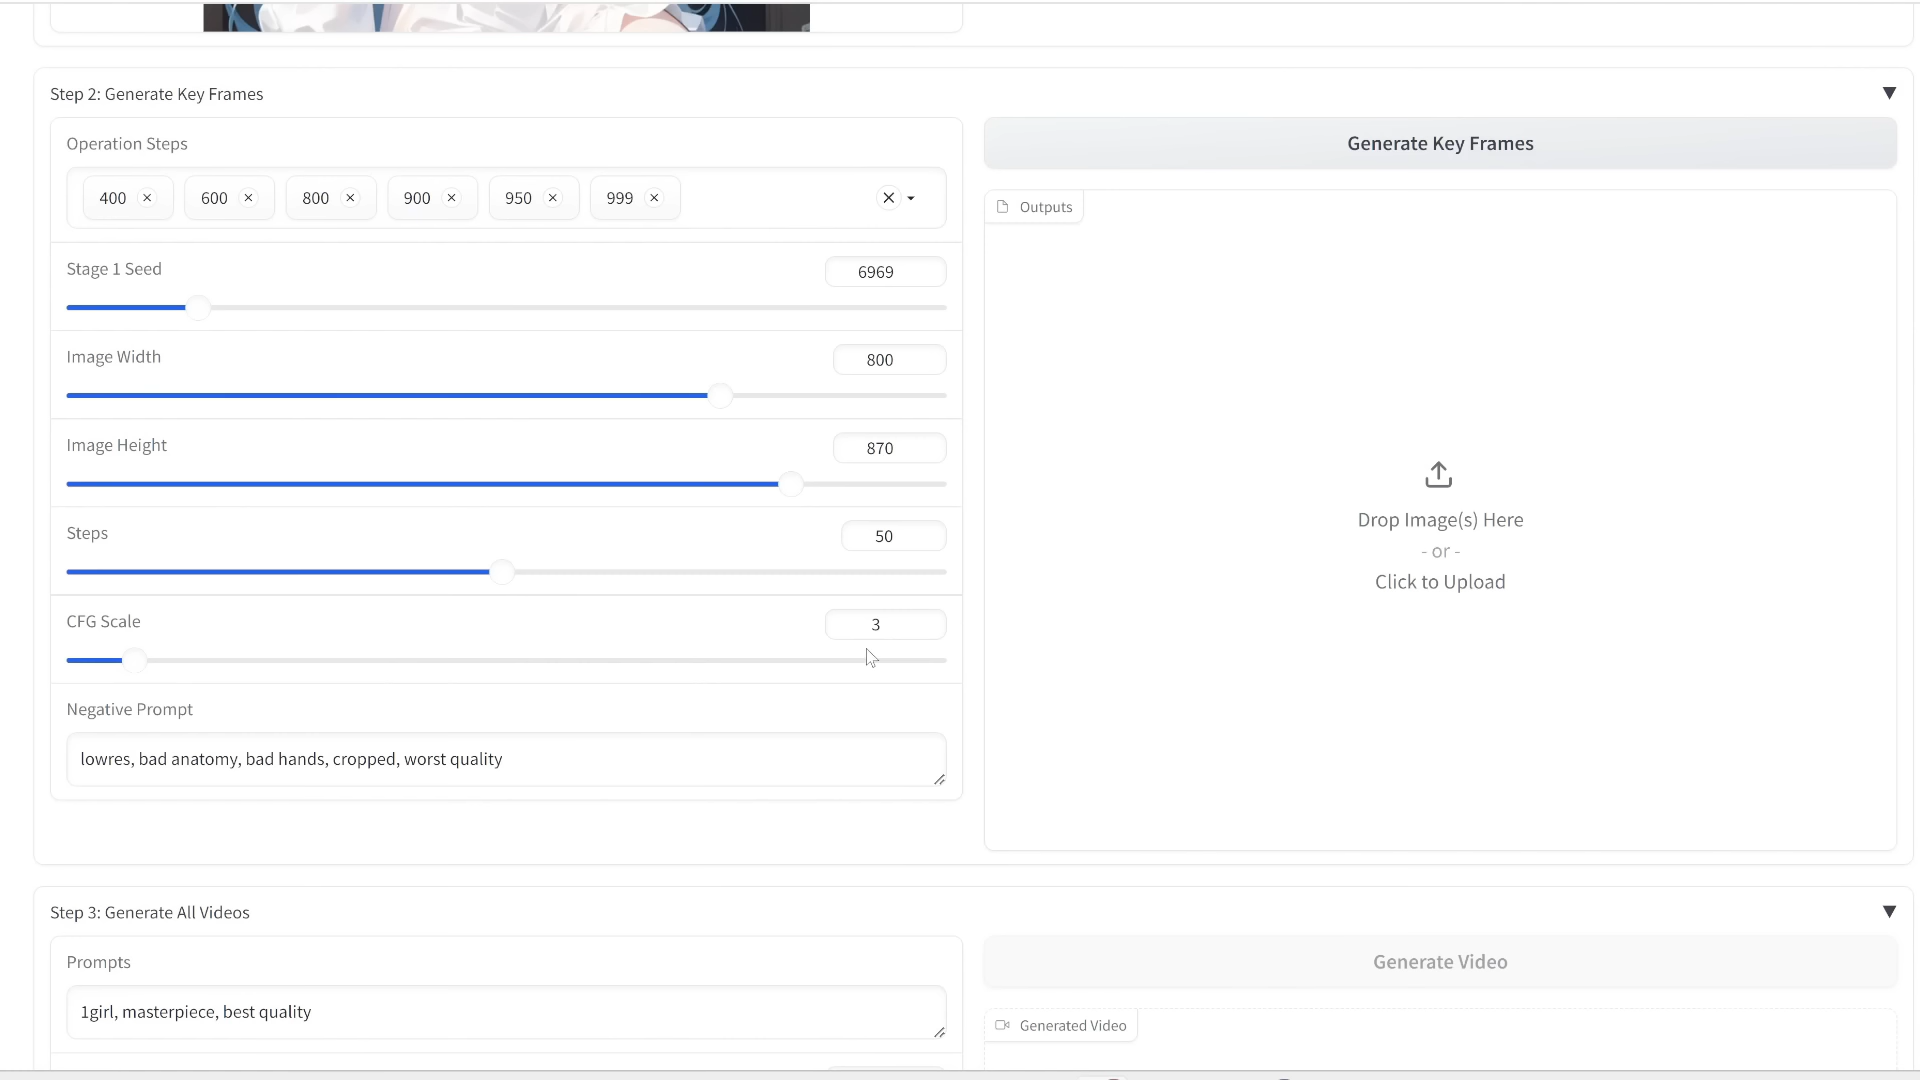 Step 2: Generate Key Frames
Operation Steps
400 600 800 900 950 999
Stage 1 Seed
6969
Image Width
800
Image Height
870
Steps
50
CFG Scale
3
Negative Prompt
lowres, bad anatomy, bad hands, cropped, worst quality
Generate Key Frames
Outputs
Drop Image(s) Here
- or -
Click to Upload
Step 3: Generate All Videos
Prompts
1girl, masterpiece, best quality
Generate Video
Generated Video